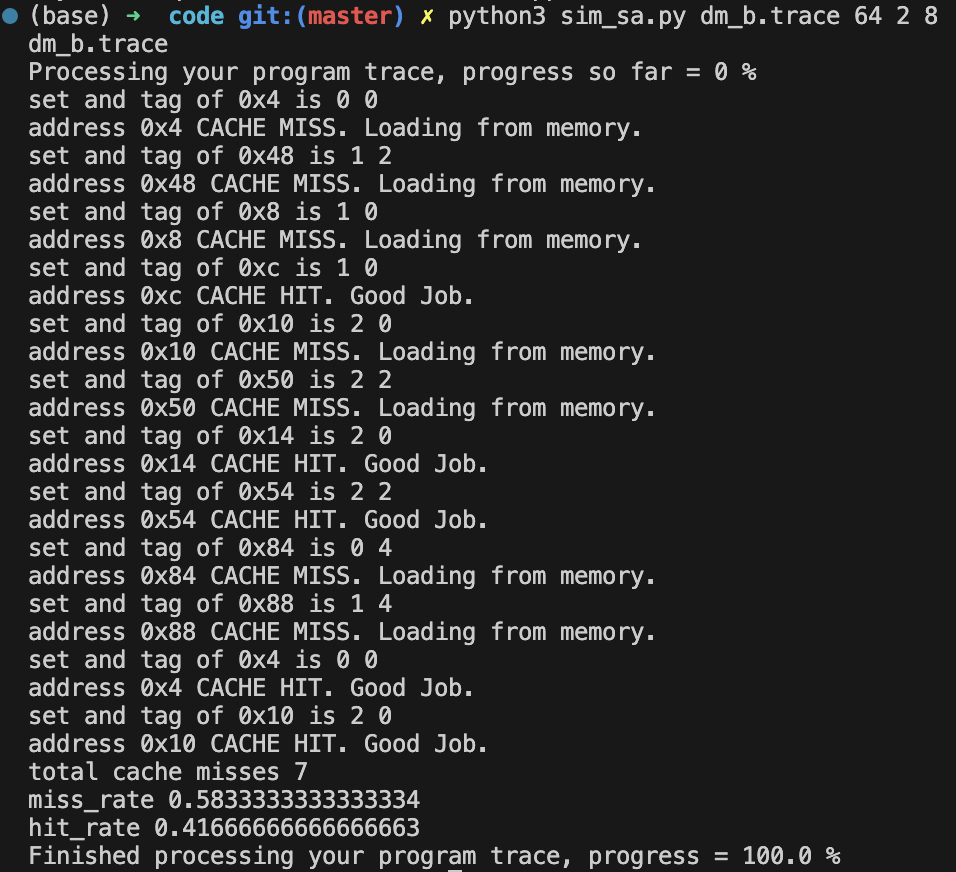 (base) ➜ code git:(master) ✗ python3 sim_sa.py dm_b.trace 64 2 8
dm_b.trace
Processing your program trace, progress so far = 0 %
set and tag of 0x4 is 0 0
address 0x4 CACHE MISS. Loading from memory.
set and tag of 0x48 is 1 2
address 0x48 CACHE MISS. Loading from memory.
set and tag of 0x8 is 1 0
address 0x8 CACHE MISS. Loading from memory.
set and tag of 0xc is 1 0
address 0xc CACHE HIT. Good Job.
set and tag of 0x10 is 2 0
address 0x10 CACHE MISS. Loading from memory.
set and tag of 0x50 is 2 2
address 0x50 CACHE MISS. Loading from memory.
set and tag of 0x14 is 2 0
address 0x14 CACHE HIT. Good Job.
set and tag of 0x54 is 2 2
address 0x54 CACHE HIT. Good Job.
set and tag of 0x84 is 0 4
address 0x84 CACHE MISS. Loading from memory.
set and tag of 0x88 is 1 4
address 0x88 CACHE MISS. Loading from memory.
set and tag of 0x4 is 0 0
address 0x4 CACHE HIT. Good Job.
set and tag of 0x10 is 2 0
address 0x10 CACHE HIT. Good Job.
total cache misses 7
miss_rate 0.5833333333333334
hit_rate 0.41666666666666663
Finished processing your program trace, progress = 100.0 %